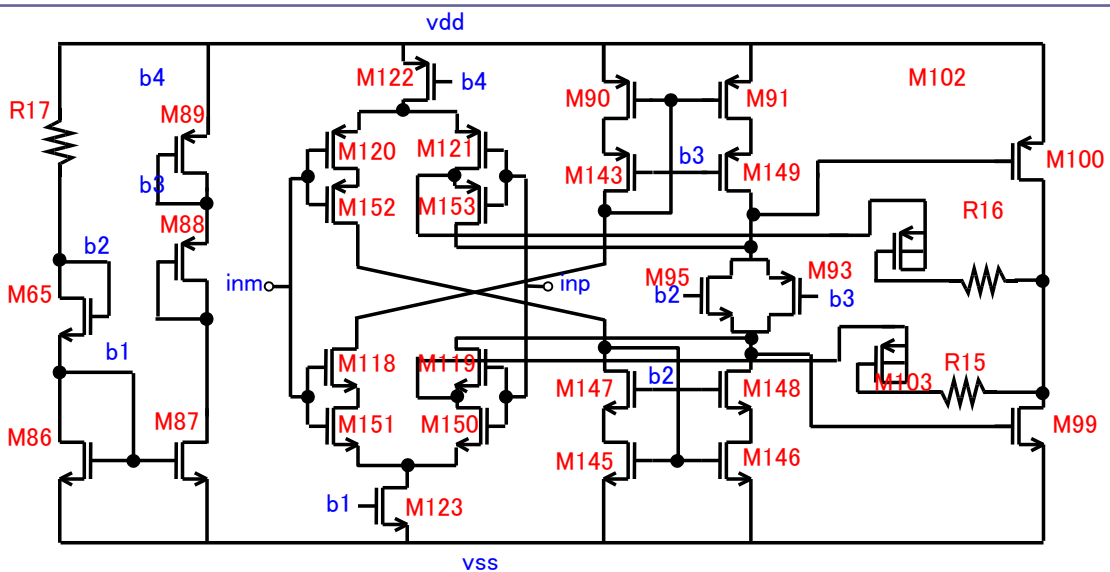 vdd
b4
M122
b4
M102
R17
M89
M90
M91
M120
M121
b3
M100
b3
M143
M149
M152
M153
M88
R16
b2
M95
M93
M65
inm
inp
b2
b3
b1
M118
M119
R15
M147
b2
M148
M103
M86
M87
M151
M150
M99
M145
M146
b1
M123
vss